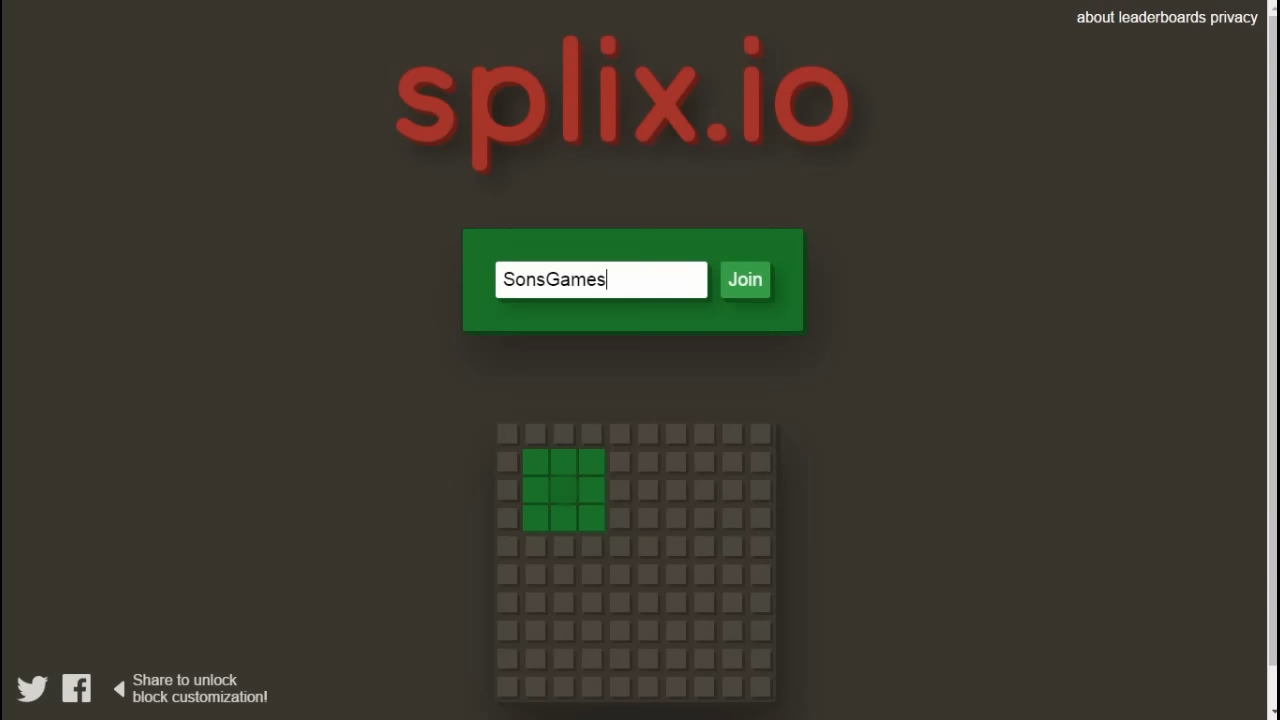 about leaderboards privacy
splix.io
SonsGames
Join
Share to unlock
block customization!